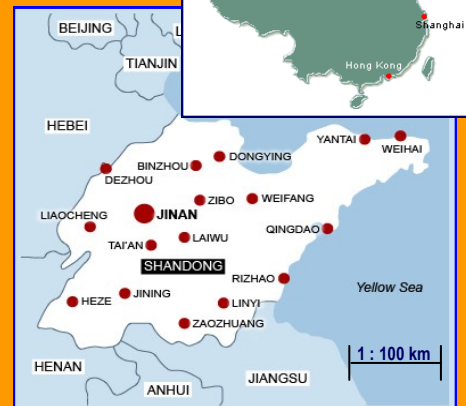 Shanghai
Hong Kong
BEIJING
L
TIANJIN
HEBEI
YANTAI
WEIHAI
DONGYING
BINZHOU
DEZHOU
ZIBO
WEIFANG
LIAOCHENG
JINAN
QINGDAO
LAIWU
TAI'AN
SHANDONG
RIZHAO
Yellow Sea
HEZE
JINING
LINYI
ZAOZHUANG
1 : 100 km
HENAN
JIANGSU
ANHUI